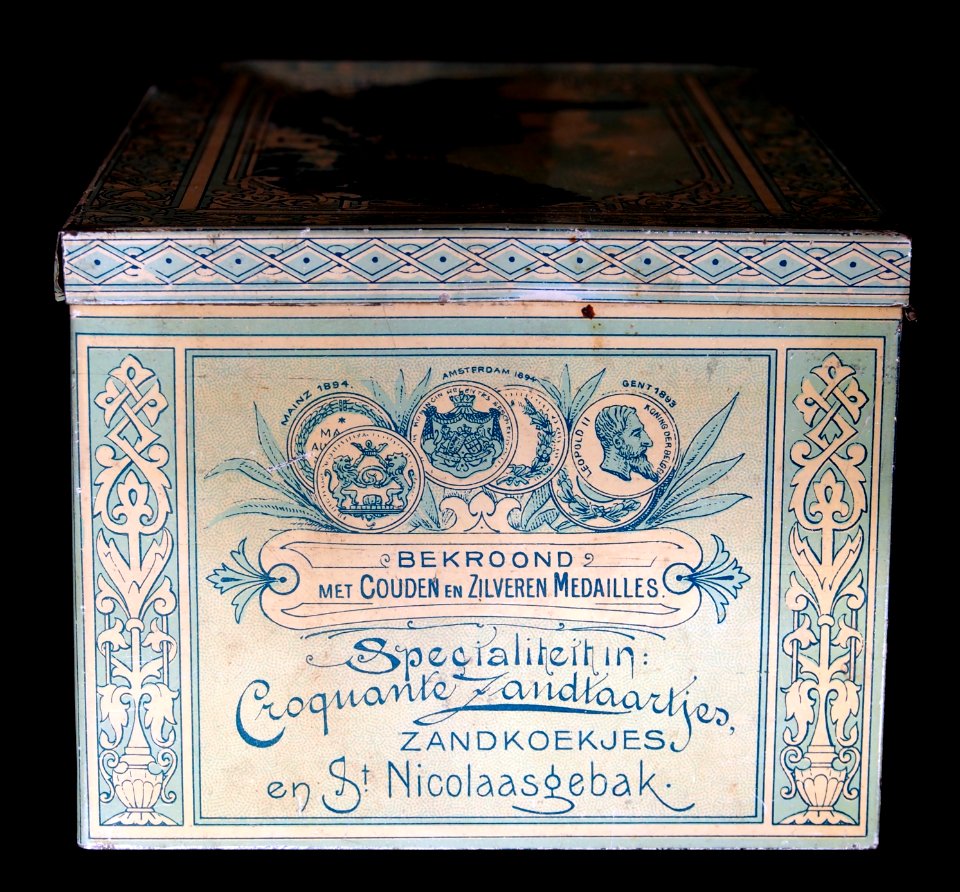 MAINZ 1894.
AMSTERDAM 1894
GENT 1893
MA
LEOPOLD II KONING DER BELGEN
BEKROOND
MET GOUDEN EN ZILVEREN MEDAILLES.
Specialiteit in:
Croquante Zandtaartjes,
ZANDKOEKJES
en St Nicolaasgebak.